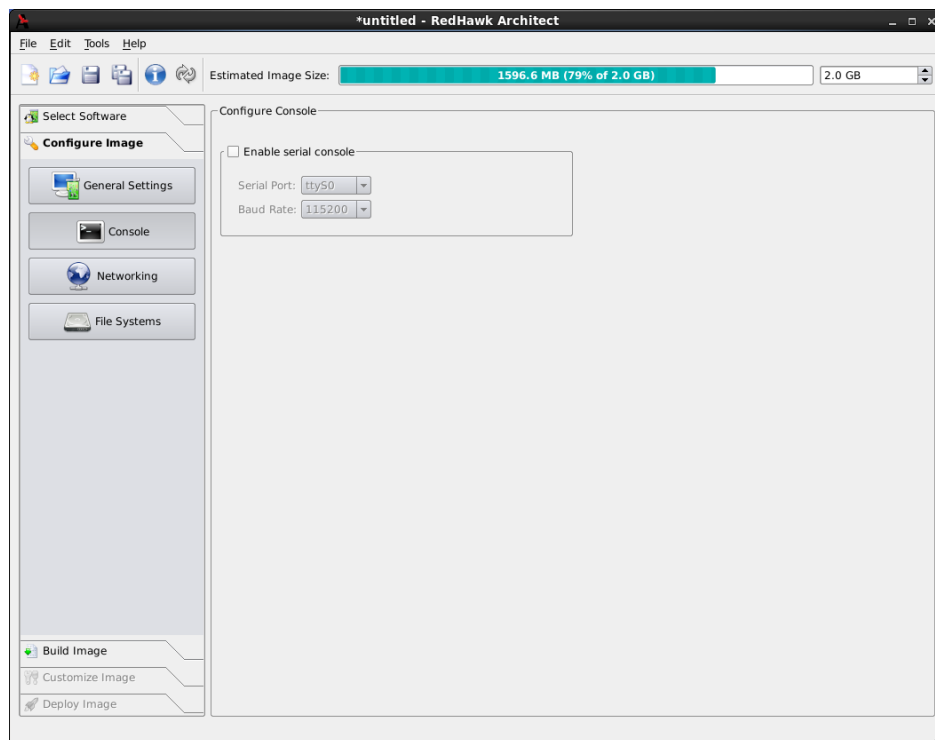 *untitled - RedHawk Architect
File Edit Tools Help
Estimated Image Size: 1596.6 MB (79% of 2.0 GB) 2.0 GB
Select Software
Configure Image
General Settings
Console
Networking
File Systems
Build Image
Customize Image
Deploy Image
Configure Console
Enable serial console
Serial Port: ttyS0
Baud Rate: 115200